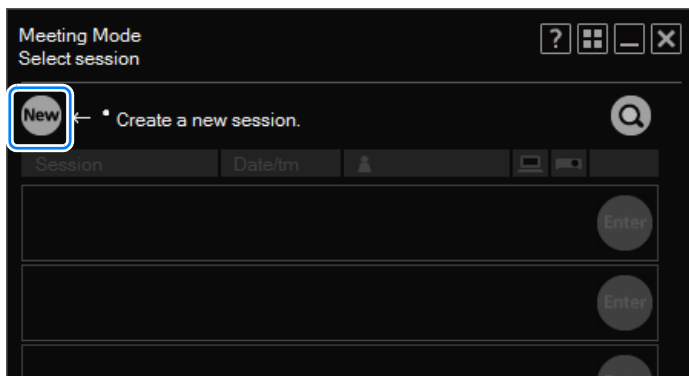 Meeting Mode
Select session
?
New ← • Create a new session.
Session Date/tm
Enter
Enter